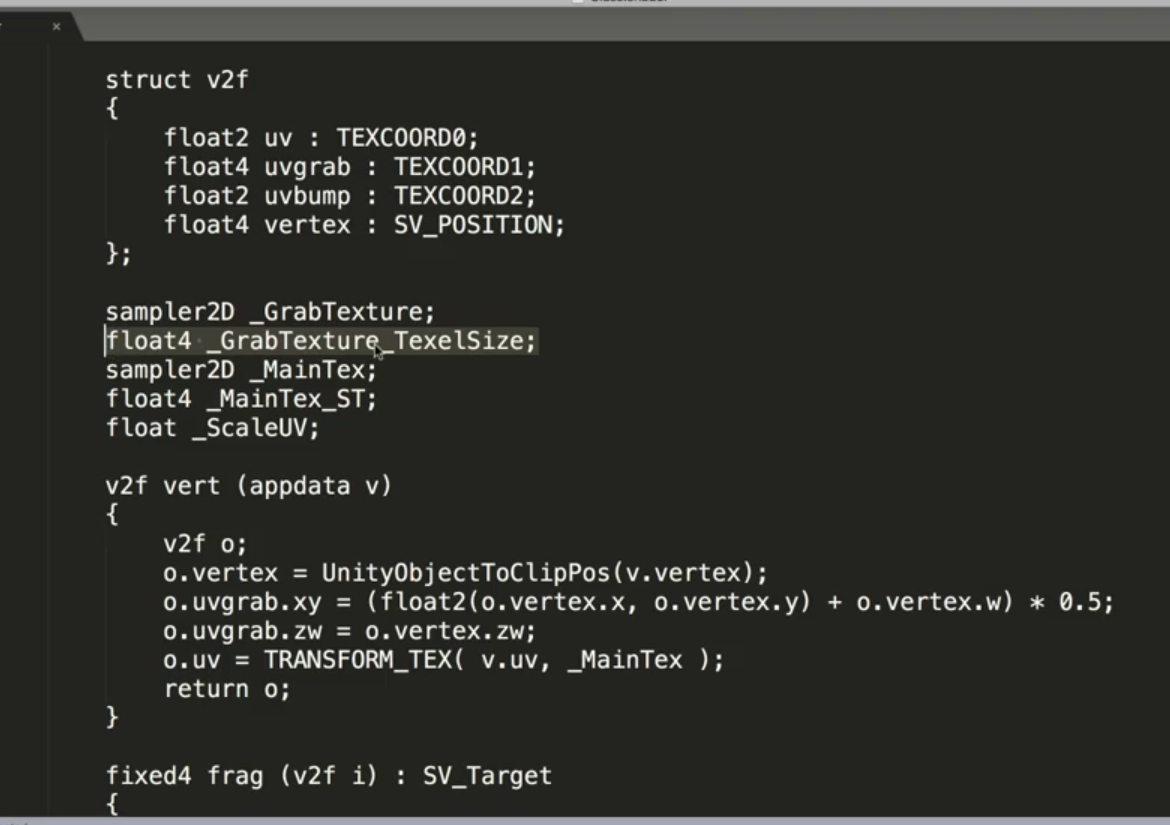 struct v2f
{
float2 uv : TEXCOORD0;
float4 uvgrab : TEXCOORD1;
float2 uvbump : TEXCOORD2;
float4 vertex : SV_POSITION;
};
sampler2D _GrabTexture;
float4 _GrabTexture_TexelSize;
sampler2D _MainTex;
float4 _MainTex_ST;
float _ScaleUV;
v2f vert (appdata v)
{
v2f o;
o.vertex = UnityObjectToClipPos(v.vertex);
o.uvgrab.xy = (float2(o.vertex.x, o.vertex.y) + o.vertex.w) * 0.5;
o.uvgrab.zw = o.vertex.zw;
o.uv = TRANSFORM_TEX( v.uv, _MainTex );
return o;
}
fixed4 frag (v2f i) : SV_Target
{